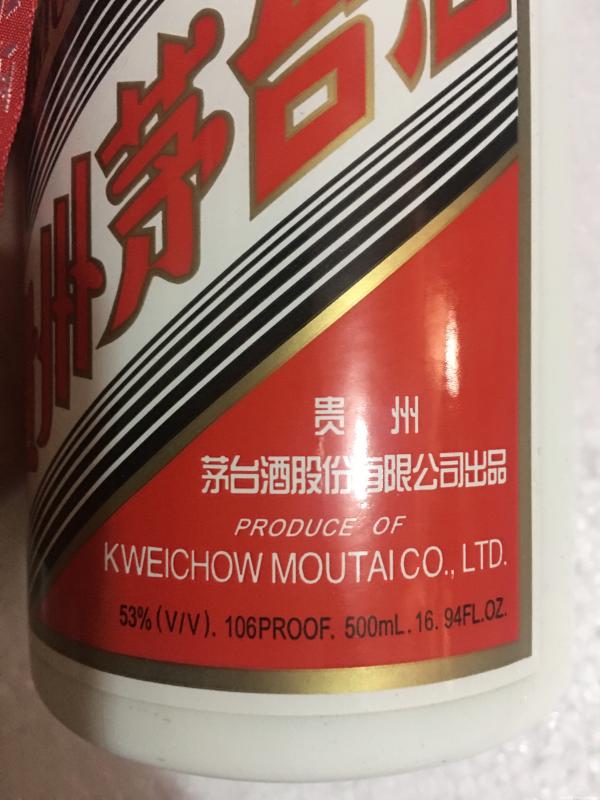 州茅台酒
贵 州
茅台酒股份有限公司出品
PRODUCE OF
KWEICHOW MOUTAI CO., LTD.
53% (V/V). 106PROOF. 500mL. 16. 94FL.OZ.